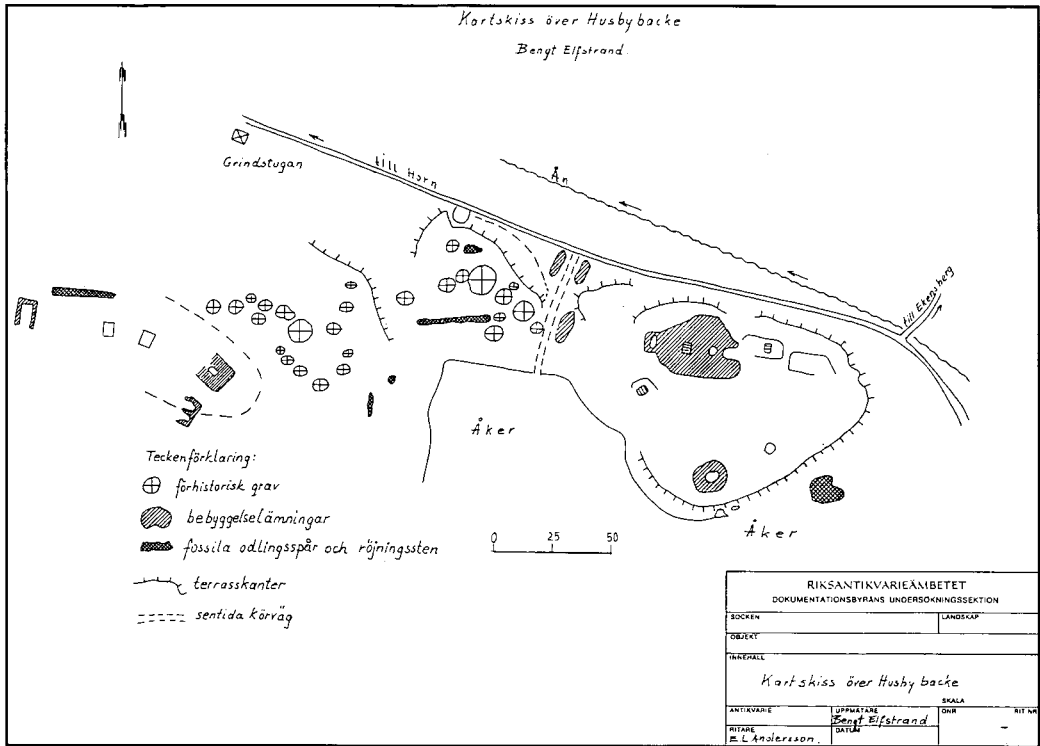 Kartskiss över Husbybacke
Bengt Elfstrand.
Grindstugan
till Horn
Ån
till Ekensberg
Åker
Åker
Teckenförklaring:
förhistorisk grav
bebyggelselämningar
fossila odlingsspår och röjningssten
terrasskanter
sentida körväg
0 25 50
RIKSANTIKVARIEÄMBETET
DOKUMENTATIONSBYRÅNS UNDERSÖKNINGSSEKTION
SOCKEN LANDSKAP
OBJEKT
INNEHÅLL
Kartskiss över Husby backe
SKALA
ANTIKVARIE UPPMÄTARE DNR RIT NR
Bengt Elfstrand
RITARE DATUM
E L Andersson.